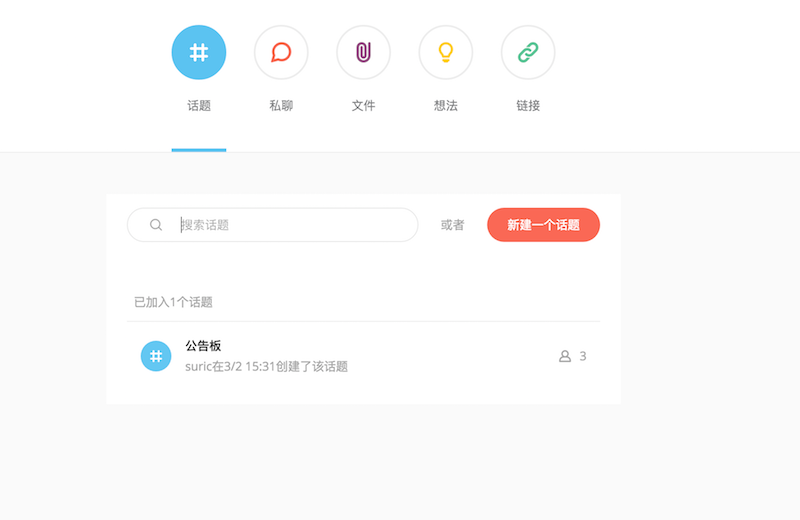 话题 私聊 文件 想法 链接
搜索话题 或者 新建一个话题
已加入1个话题
公告板
suric在3/2 15:31创建了该话题 3